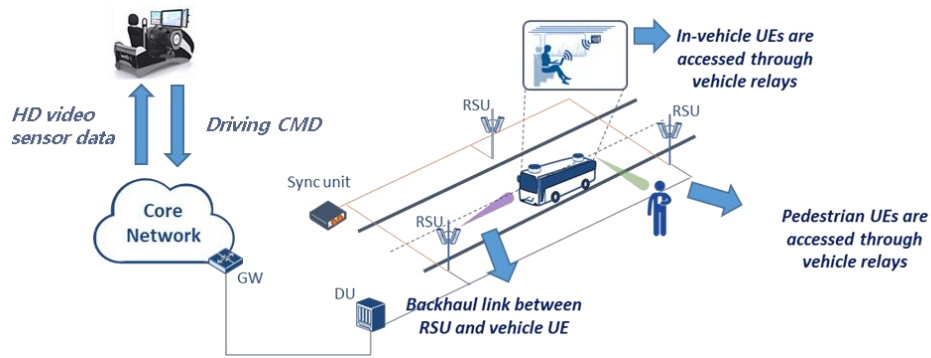 HD video
sensor data
Driving CMD
Core
Network
GW
DU
Sync unit
RSU
RSU
RSU
In-vehicle UEs are
accessed through
vehicle relays
Pedestrian UEs are
accessed through
vehicle relays
Backhaul link between
RSU and vehicle UE